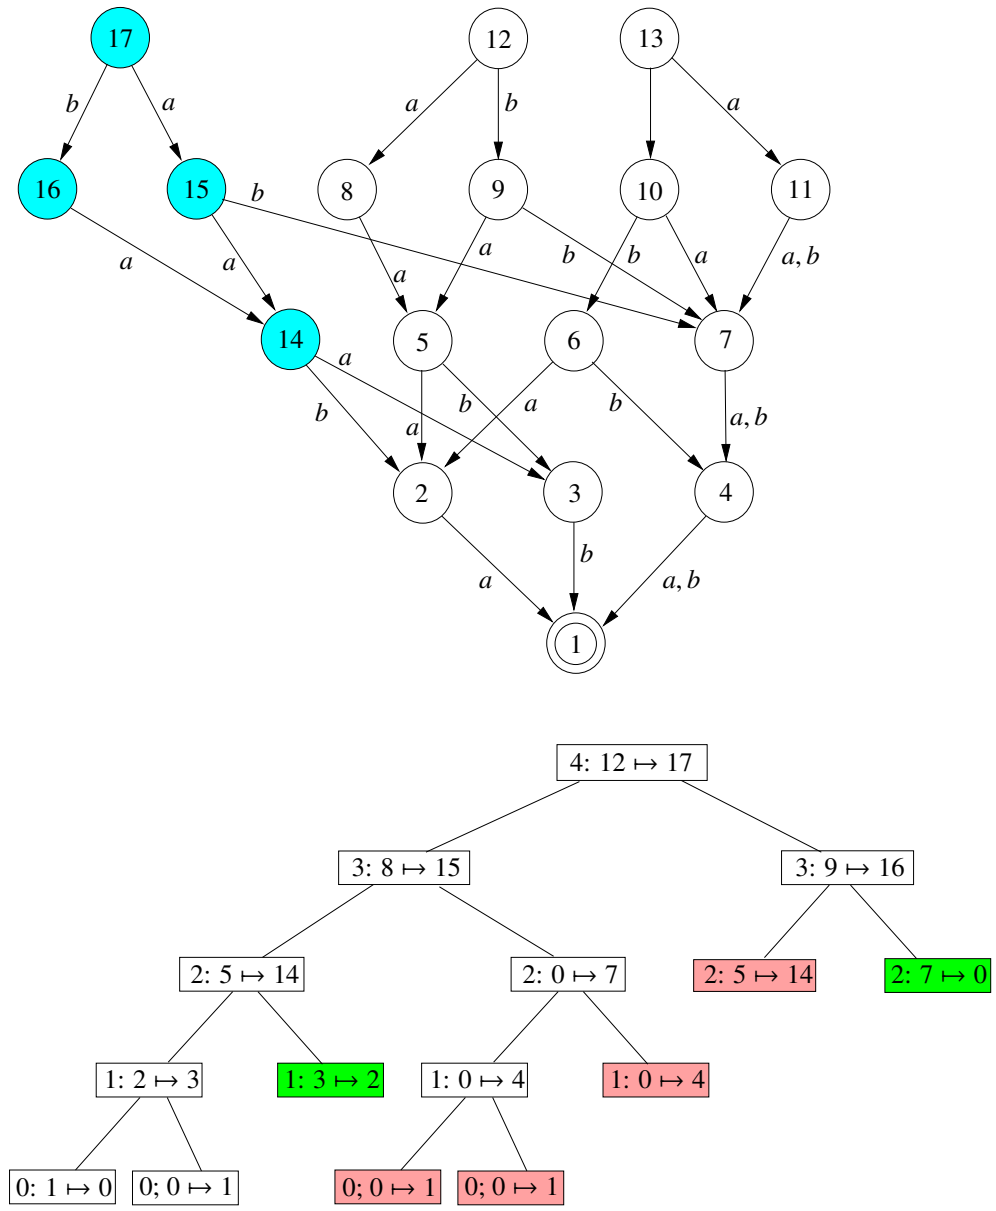 17 12 13
b a a b a
16 15 8 9 10 11
b
a a a a b b a a, b
14 5 6 7
a
b a b a b a, b
2 3 4
a b a, b
1
4: 12 ↦ 17
3: 8 ↦ 15 3: 9 ↦ 16
2: 5 ↦ 14 2: 0 ↦ 7 2: 5 ↦ 14 2: 7 ↦ 0
1: 2 ↦ 3 1: 3 ↦ 2 1: 0 ↦ 4 1: 0 ↦ 4
0: 1 ↦ 0 0; 0 ↦ 1 0; 0 ↦ 1 0; 0 ↦ 1